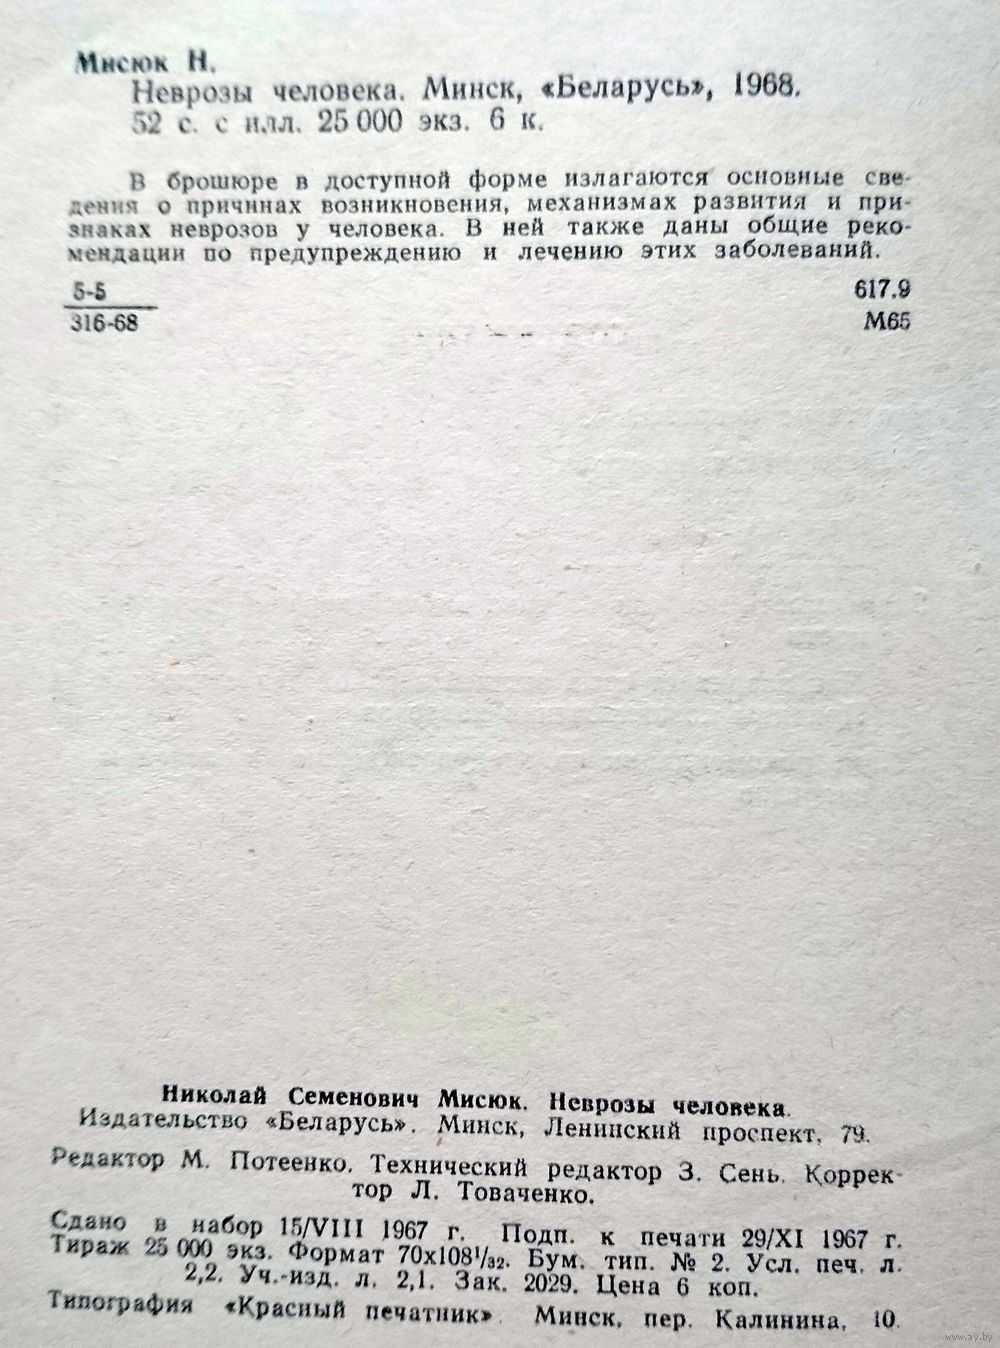 Мисюк Н.
Неврозы человека. Минск, «Беларусь», 1968.
52 с. с илл. 25 000 экз. 6 к.
В брошюре в доступной форме излагаются основные све-
дения о причинах возникновения, механизмах развития и при-
знаках неврозов у человека. В ней также даны общие реко-
мендации по предупреждению и лечению этих заболеваний.
5-5 617.9
316-68 М65
Николай Семенович Мисюк. Неврозы человека.
Издательство «Беларусь». Минск, Ленинский проспект, 79.
Редактор М. Потеенко. Технический редактор З. Сень. Коррек-
тор Л. Товаченко.
Сдано в набор 15/VIII 1967 г. Подп. к печати 29/XI 1967 г.
Тираж 25 000 экз. Формат 70х108¹/₃₂. Бум. тип. № 2. Усл. печ. л.
2,2. Уч.-изд. л. 2,1. Зак. 2029. Цена 6 коп.
Типография «Красный печатник». Минск, пер. Калинина, 10.
www.ay.by